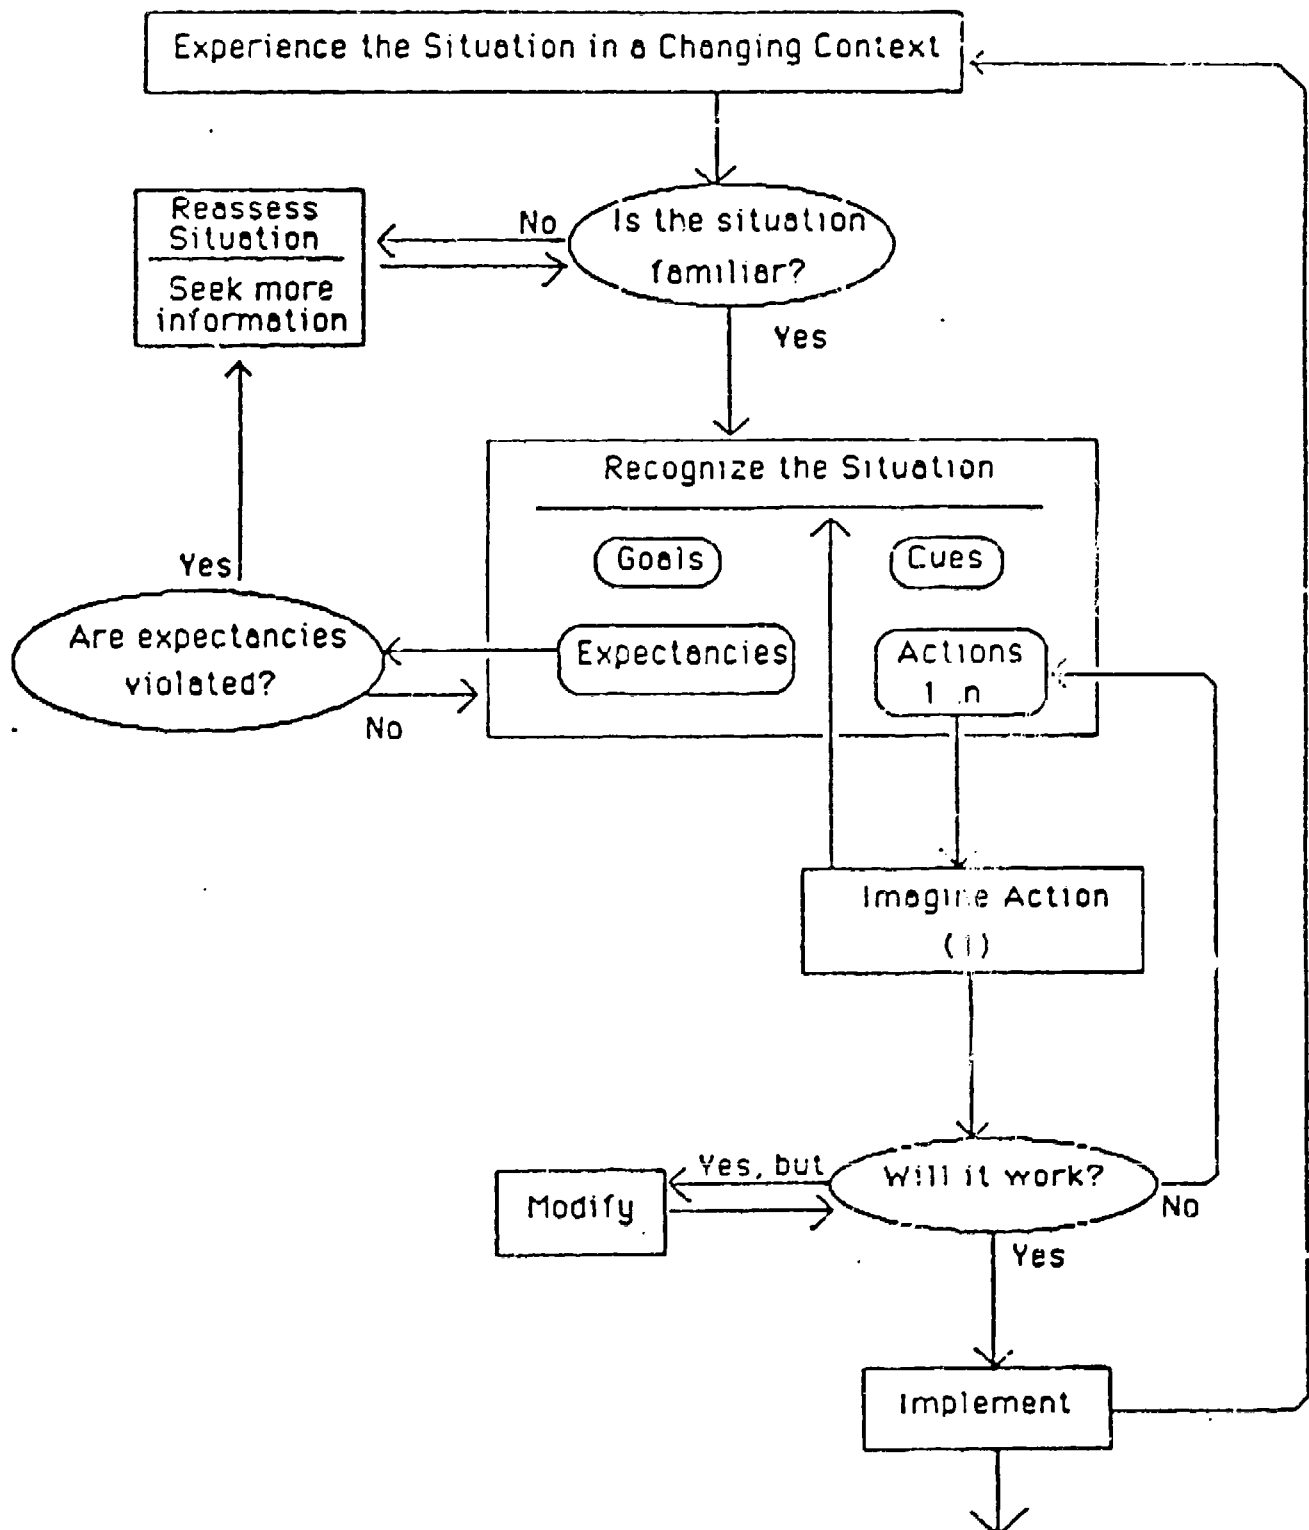 Experience the Situation in a Changing Context
Reassess
Situation
Seek more
information
No
Is the situation
familiar?
Yes
Recognize the Situation
Goals
Cues
Yes
Are expectancies
violated?
No
Expectancies
Actions
1 n
Imagine Action
Yes, but
Modify
Will it work?
No
Yes
Implement